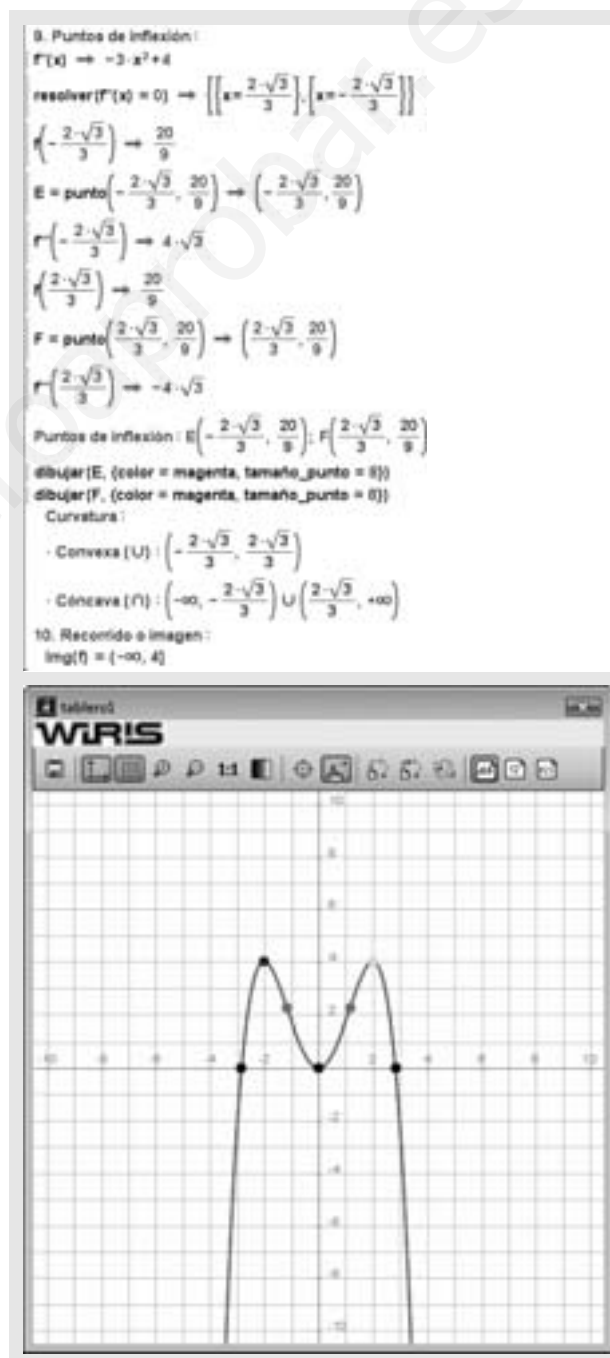 9. Puntos de inflexión:
f''(x) ⇒ -3·x²+4
resolver(f''(x) = 0) ⇒ {{x=2·√3/3},{x=-2·√3/3}}
f(-2·√3/3) ⇒ 20/9
E = punto(-2·√3/3, 20/9) ⇒ (-2·√3/3, 20/9)
f'''(-2·√3/3) ⇒ 4·√3
f(2·√3/3) ⇒ 20/9
F = punto(2·√3/3, 20/9) ⇒ (2·√3/3, 20/9)
f'''(2·√3/3) ⇒ -4·√3
Puntos de inflexión: E(-2·√3/3, 20/9); F(2·√3/3, 20/9)
dibujar(E, {color = magenta, tamaño_punto = 8})
dibujar(F, {color = magenta, tamaño_punto = 8})
Curvatura:
· Convexa (∪): (-2·√3/3, 2·√3/3)
· Cóncava (∩): (-∞, -2·√3/3) ∪ (2·√3/3, +∞)
10. Recorrido o imagen:
Img(f) = (-∞, 4]
tablero1
WIRIS
1:1
10
8
6
4
2
-10 -8 -6 -4 -2 2 4 6 8 10
-2
-4
-6
-8
-10